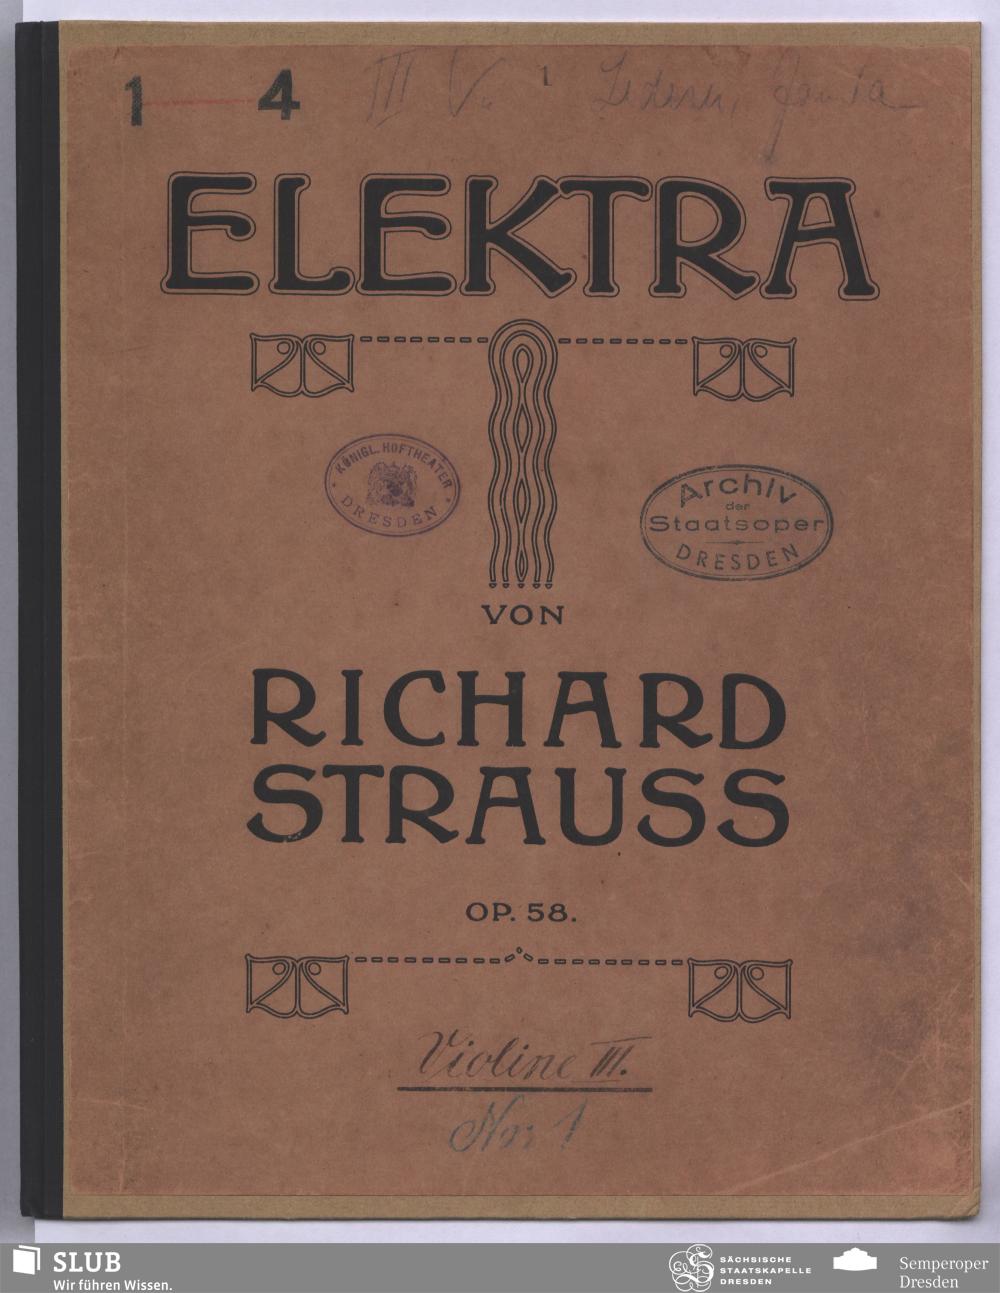 1 4 III V. 1
ELEKTRA
KÖNIGL. HOFTHEATER
DRESDEN
Archiv
der
Staatsoper
DRESDEN
VON
RICHARD
STRAUSS
OP. 58.
Violine III.
No: 1
SLUB
Wir führen Wissen.
SÄCHSISCHE
STAATSKAPELLE
DRESDEN
Semperoper
Dresden